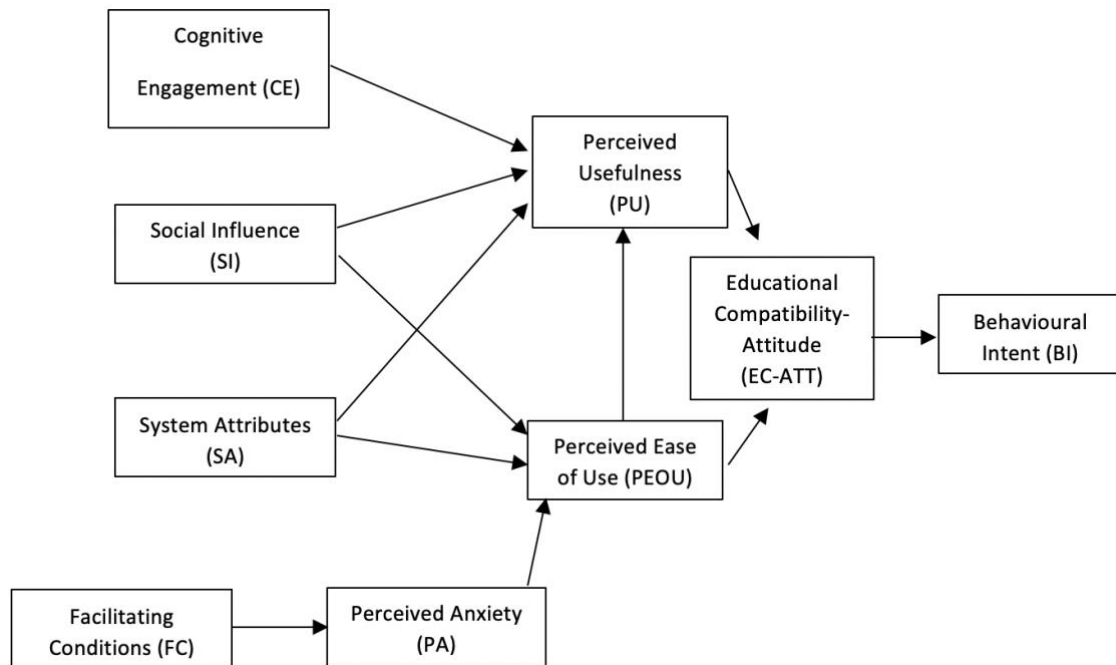 Cognitive
Engagement (CE)
Perceived
Usefulness
(PU)
Social Influence
(SI)
Educational
Compatibility-
Attitude
(EC-ATT)
Behavioural
Intent (BI)
System Attributes
(SA)
Perceived Ease
of Use (PEOU)
Facilitating
Conditions (FC)
Perceived Anxiety
(PA)